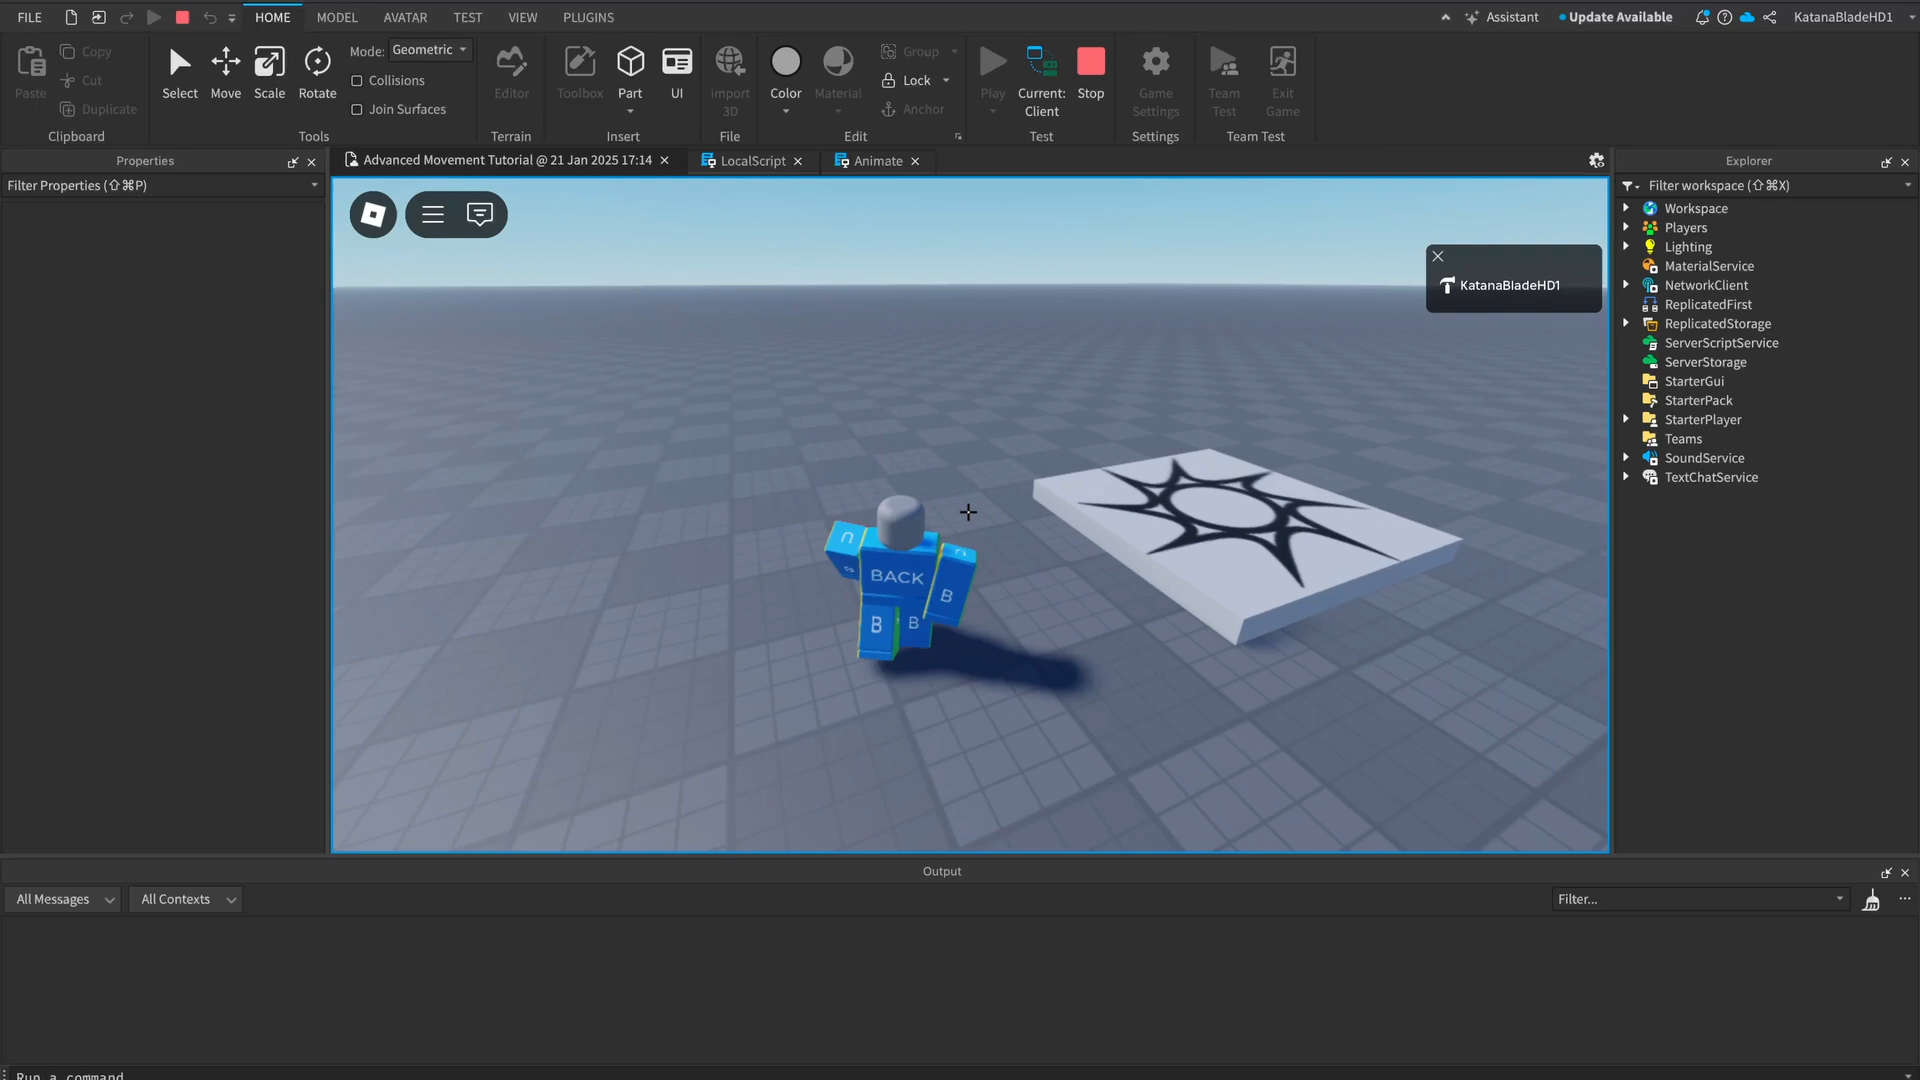 FILE HOME MODEL AVATAR TEST VIEW PLUGINS Assistant Update Available KatanaBladeHD1
Paste
Copy
Cut
Duplicate
Clipboard
Select Move Scale Rotate
Mode: Geometric
Collisions
Join Surfaces
Tools
Editor
Terrain
Toolbox Part UI
Insert
Import
3D
File
Color Material
Group
Lock
Anchor
Edit
Play Current:
Client
Stop
Test
Game
Settings
Settings
Team
Test
Exit
Game
Team Test
Properties
Filter Properties (⇧⌘P)
Advanced Movement Tutorial @ 21 Jan 2025 17:14 LocalScript Animate
Explorer
Filter workspace (⇧⌘X)
Workspace
Players
Lighting
MaterialService
NetworkClient
ReplicatedFirst
ReplicatedStorage
ServerScriptService
ServerStorage
StarterGui
StarterPack
StarterPlayer
Teams
SoundService
TextChatService
KatanaBladeHD1
U
BACK
B
B
B
Output
All Messages All Contexts Filter...
Run a command